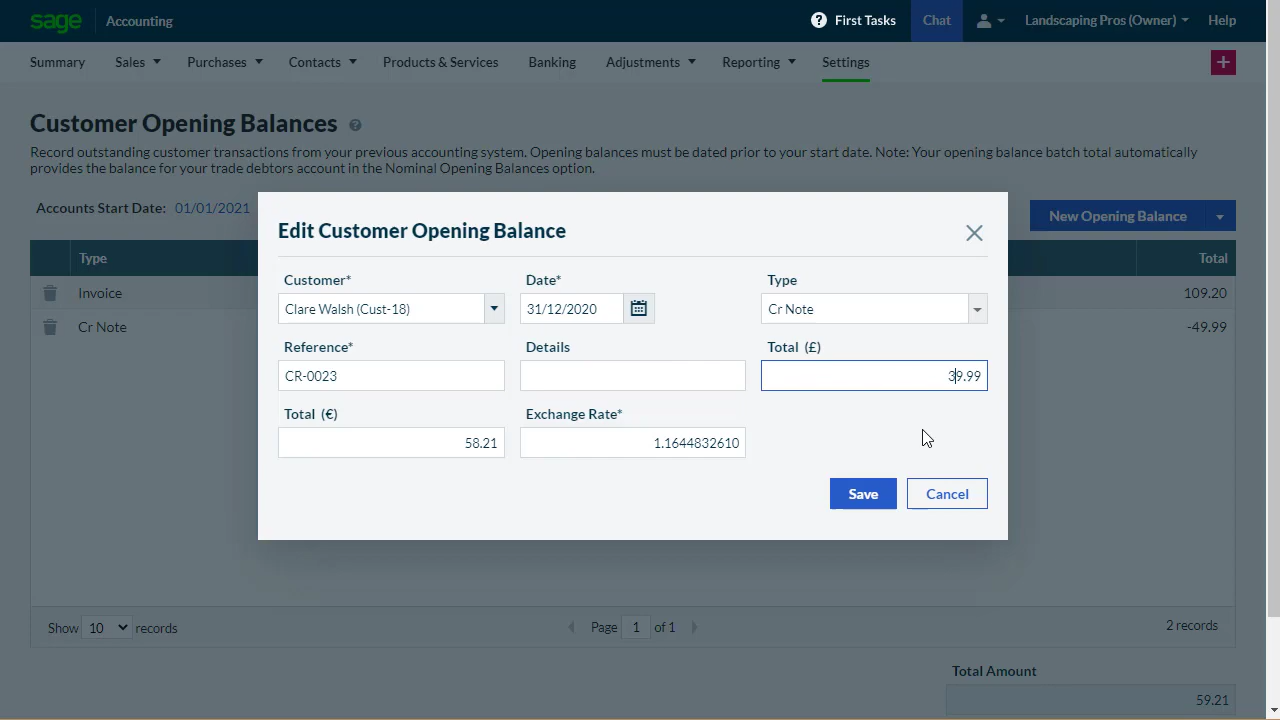 sage Accounting First Tasks Chat Landscaping Pros (Owner) Help
Summary Sales Purchases Contacts Products & Services Banking Adjustments Reporting Settings
Customer Opening Balances
Record outstanding customer transactions from your previous accounting system. Opening balances must be dated prior to your start date. Note: Your opening balance batch total automatically
provides the balance for your trade debtors account in the Nominal Opening Balances option.
Accounts Start Date: 01/01/2021 New Opening Balance
Type Total
Invoice 109.20
Cr Note -49.99
Edit Customer Opening Balance
Customer* Date* Type
Clare Walsh (Cust-18) 31/12/2020 Cr Note
Reference* Details Total (£)
CR-0023 39.99
Total (€) Exchange Rate*
58.21 1.1644832610
Save Cancel
Show 10 records Page 1 of 1 2 records
Total Amount
59.21